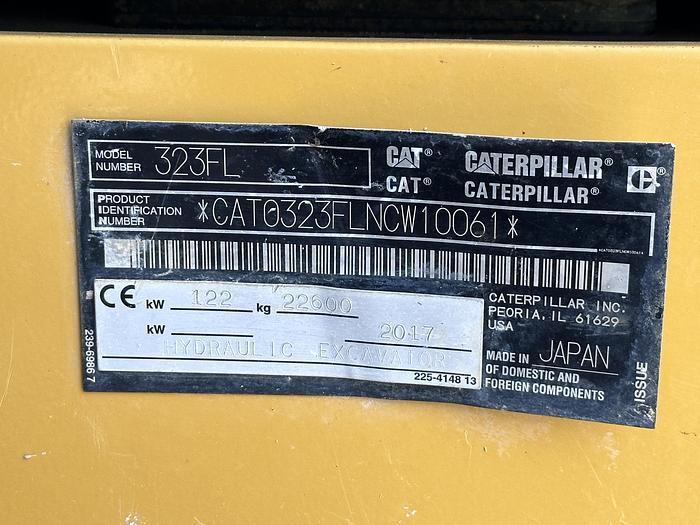 MODEL NUMBER 323FL
CAT® CATERPILLAR®
CAT® CATERPILLAR®
PRODUCT IDENTIFICATION NUMBER *CAT0323FLNCW10061*
*CAT0323FLNCW10061*
CE kW 122 kg 22600
kW 2017
HYDRAULIC EXCAVATOR
225-4148 13
239-6986 7
CATERPILLAR INC.
PEORIA, IL 61629
USA
MADE IN JAPAN
OF DOMESTIC AND
FOREIGN COMPONENTS
ISSUE